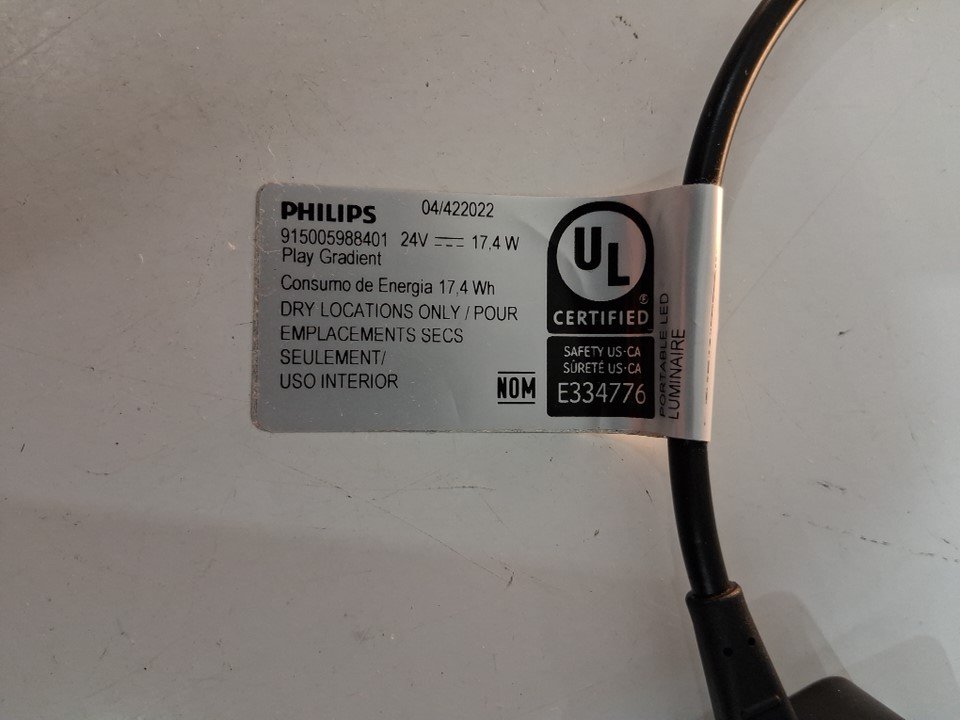 PHILIPS 04/422022
915005988401 24V ⎓ 17,4 W
Play Gradient
Consumo de Energia 17,4 Wh
DRY LOCATIONS ONLY / POUR
EMPLACEMENTS SECS
SEULEMENT/
USO INTERIOR
NOM
UL
®
CERTIFIED
SAFETY US-CA
SÛRETÉ US-CA
E334776
PORTABLE LED
LUMINAIRE